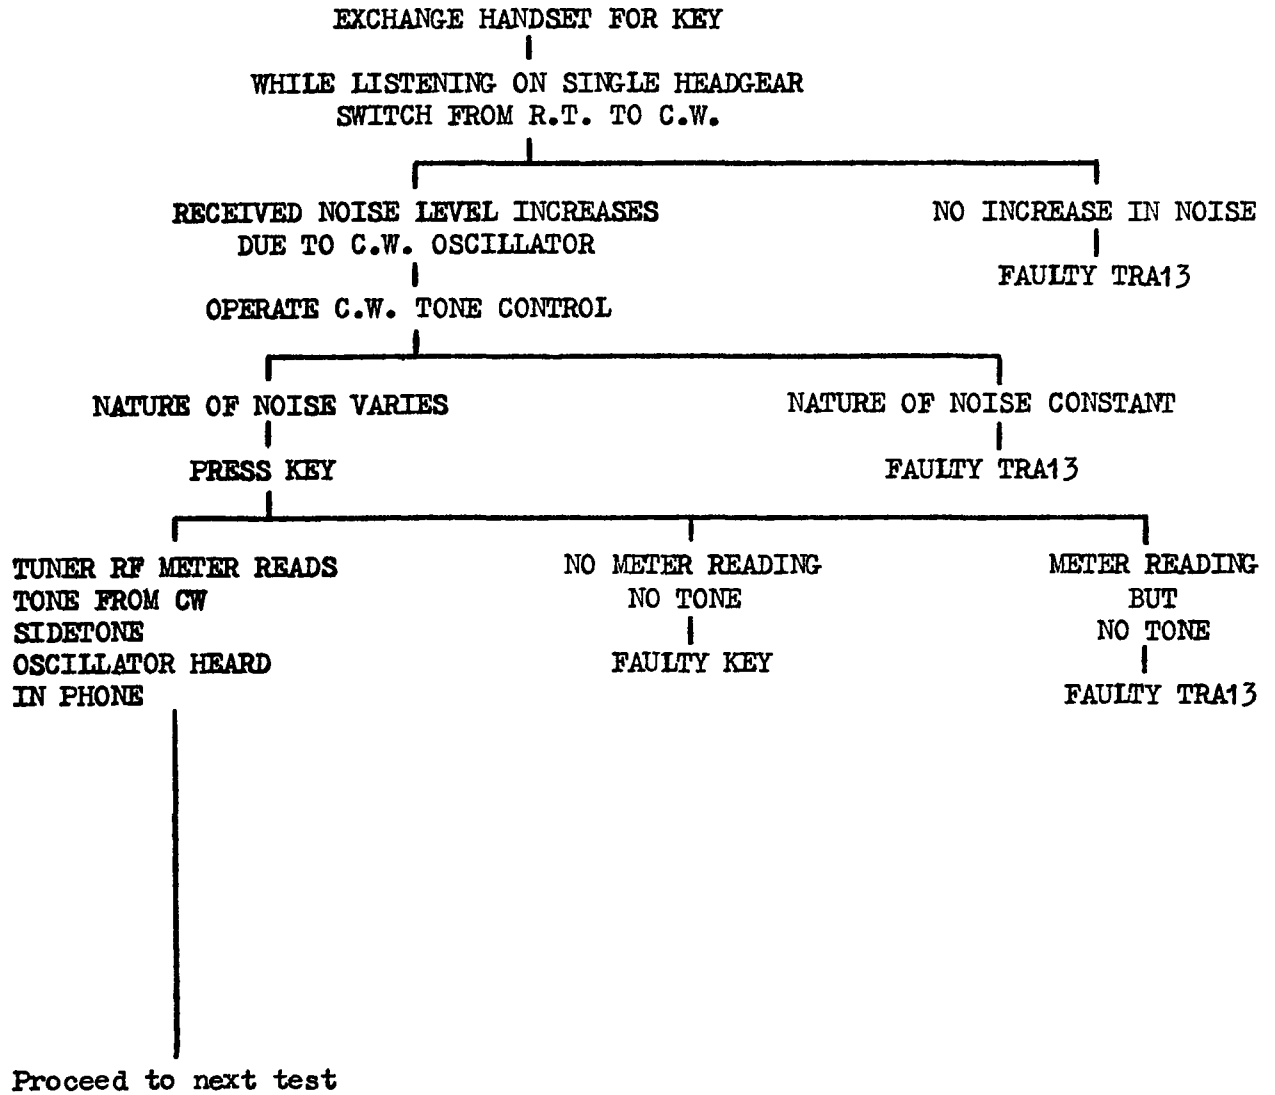 EXCHANGE HANDSET FOR KEY
WHILE LISTENING ON SINGLE HEADGEAR
SWITCH FROM R.T. TO C.W.
RECEIVED NOISE LEVEL INCREASES
DUE TO C.W. OSCILLATOR
NO INCREASE IN NOISE
FAULTY TRA13
OPERATE C.W. TONE CONTROL
NATURE OF NOISE VARIES
NATURE OF NOISE CONSTANT
PRESS KEY
FAULTY TRA13
TUNER RF METER READS
TONE FROM CW
SIDETONE
OSCILLATOR HEARD
IN PHONE
NO METER READING
NO TONE
FAULTY KEY
METER READING
BUT
NO TONE
FAULTY TRA13
Proceed to next test